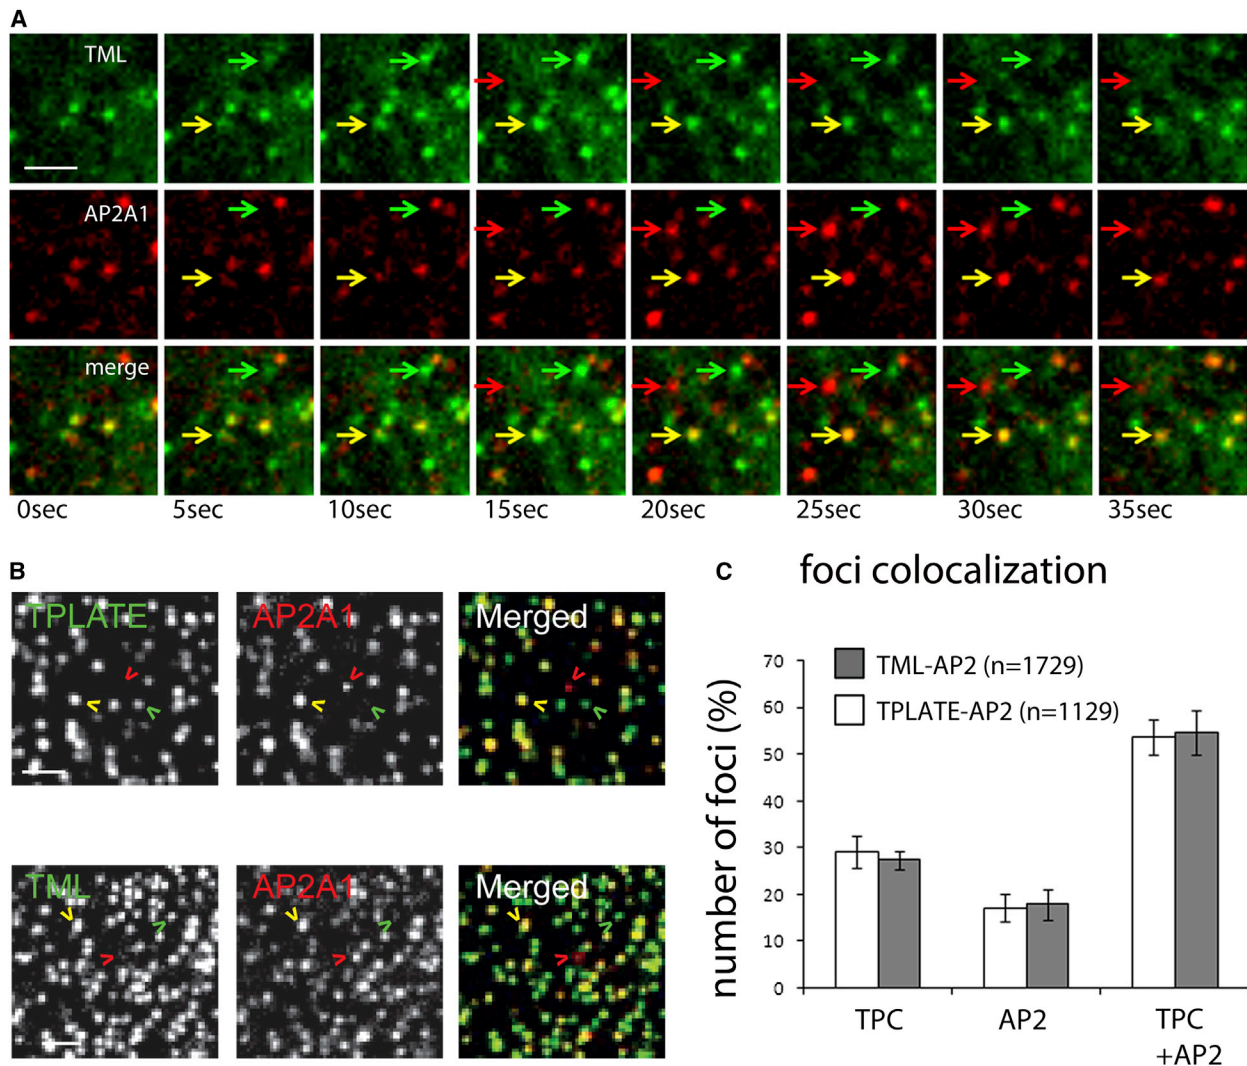 A
TML
AP2A1
merge
0sec 5sec 10sec 15sec 20sec 25sec 30sec 35sec
B
TPLATE AP2A1 Merged
TML AP2A1 Merged
C foci colocalization
number of foci (%)
70
60
50
40
30
20
10
0
TML-AP2 (n=1729)
TPLATE-AP2 (n=1129)
TPC AP2 TPC
+AP2